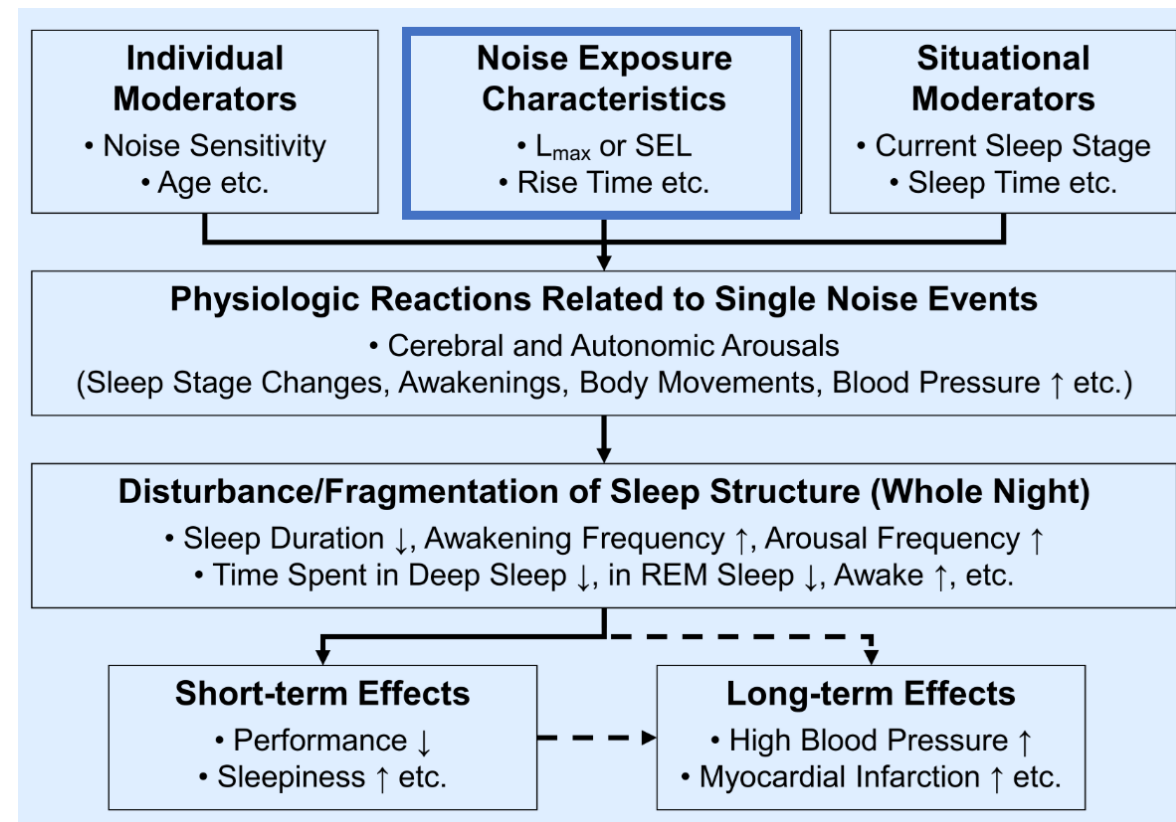 Individual
Moderators
• Noise Sensitivity
• Age etc.
Noise Exposure
Characteristics
• Lmax or SEL
• Rise Time etc.
Situational
Moderators
• Current Sleep Stage
• Sleep Time etc.
Physiologic Reactions Related to Single Noise Events
• Cerebral and Autonomic Arousals
(Sleep Stage Changes, Awakenings, Body Movements, Blood Pressure ↑ etc.)
Disturbance/Fragmentation of Sleep Structure (Whole Night)
• Sleep Duration ↓, Awakening Frequency ↑, Arousal Frequency ↑
• Time Spent in Deep Sleep ↓, in REM Sleep ↓, Awake ↑, etc.
Short-term Effects
• Performance ↓
• Sleepiness ↑ etc.
Long-term Effects
• High Blood Pressure ↑
• Myocardial Infarction ↑ etc.